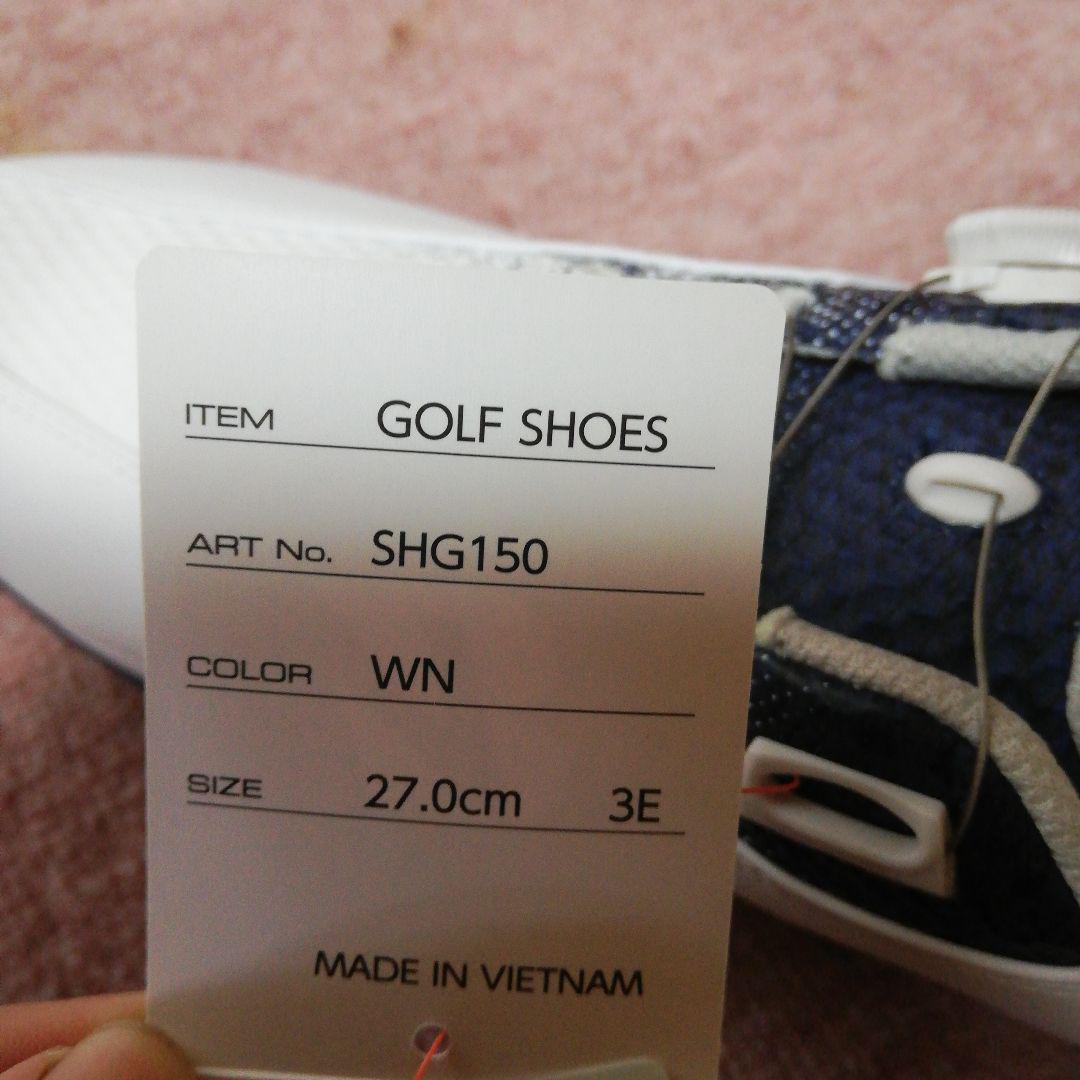 ITEM GOLF SHOES
ART No. SHG150
COLOR WN
SIZE 27.0cm 3E
MADE IN VIETNAM